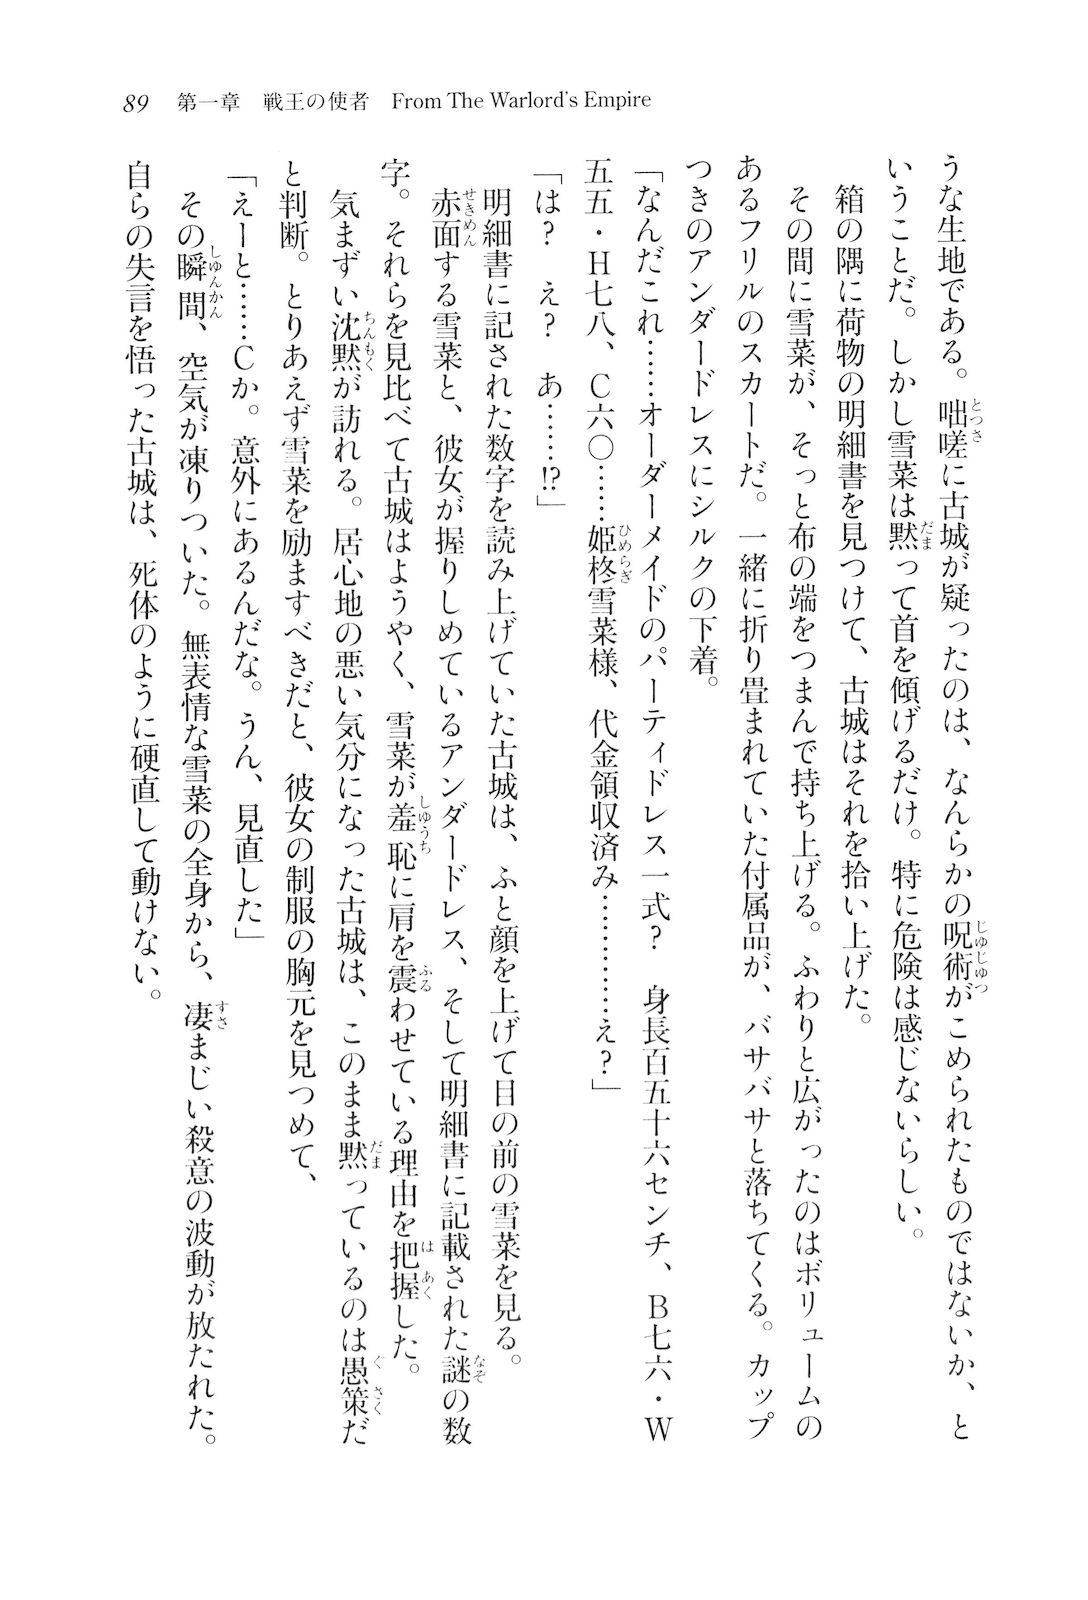 89　第一章　戦王の使者　From The Warlord's Empire
うな生地である。咄嗟に古城が疑ったのは、なんらかの呪術がこめられたものではないか、と
いうことだ。しかし雪菜は黙って首を傾げるだけ。特に危険は感じないらしい。
　箱の隅に荷物の明細書を見つけて、古城はそれを拾い上げた。
　その間に雪菜が、そっと布の端をつまんで持ち上げる。ふわりと広がったのはボリュームの
あるフリルのスカートだ。一緒に折り畳まれていた付属品が、バサバサと落ちてくる。カップ
つきのアンダードレスにシルクの下着。
「なんだこれ……オーダーメイドのパーティドレス一式？　身長百五十六センチ、B七六・W
五五・H七八、C六〇……姫柊雪菜様、代金領収済み…………え？」
「は？　え？　あ……!?」
　明細書に記された数字を読み上げていた古城は、ふと顔を上げて目の前の雪菜を見る。
　赤面する雪菜と、彼女が握りしめているアンダードレス、そして明細書に記載された謎の数
字。それらを見比べて古城はようやく、雪菜が羞恥に肩を震わせている理由を把握した。
　気まずい沈黙が訪れる。居心地の悪い気分になった古城は、このまま黙っているのは愚策だ
と判断。とりあえず雪菜を励ますべきだと、彼女の制服の胸元を見つめて、
「えーと……Cか。意外にあるんだな。うん、見直した」
　その瞬間、空気が凍りついた。無表情な雪菜の全身から、凄まじい殺意の波動が放たれた。
自らの失言を悟った古城は、死体のように硬直して動けない。